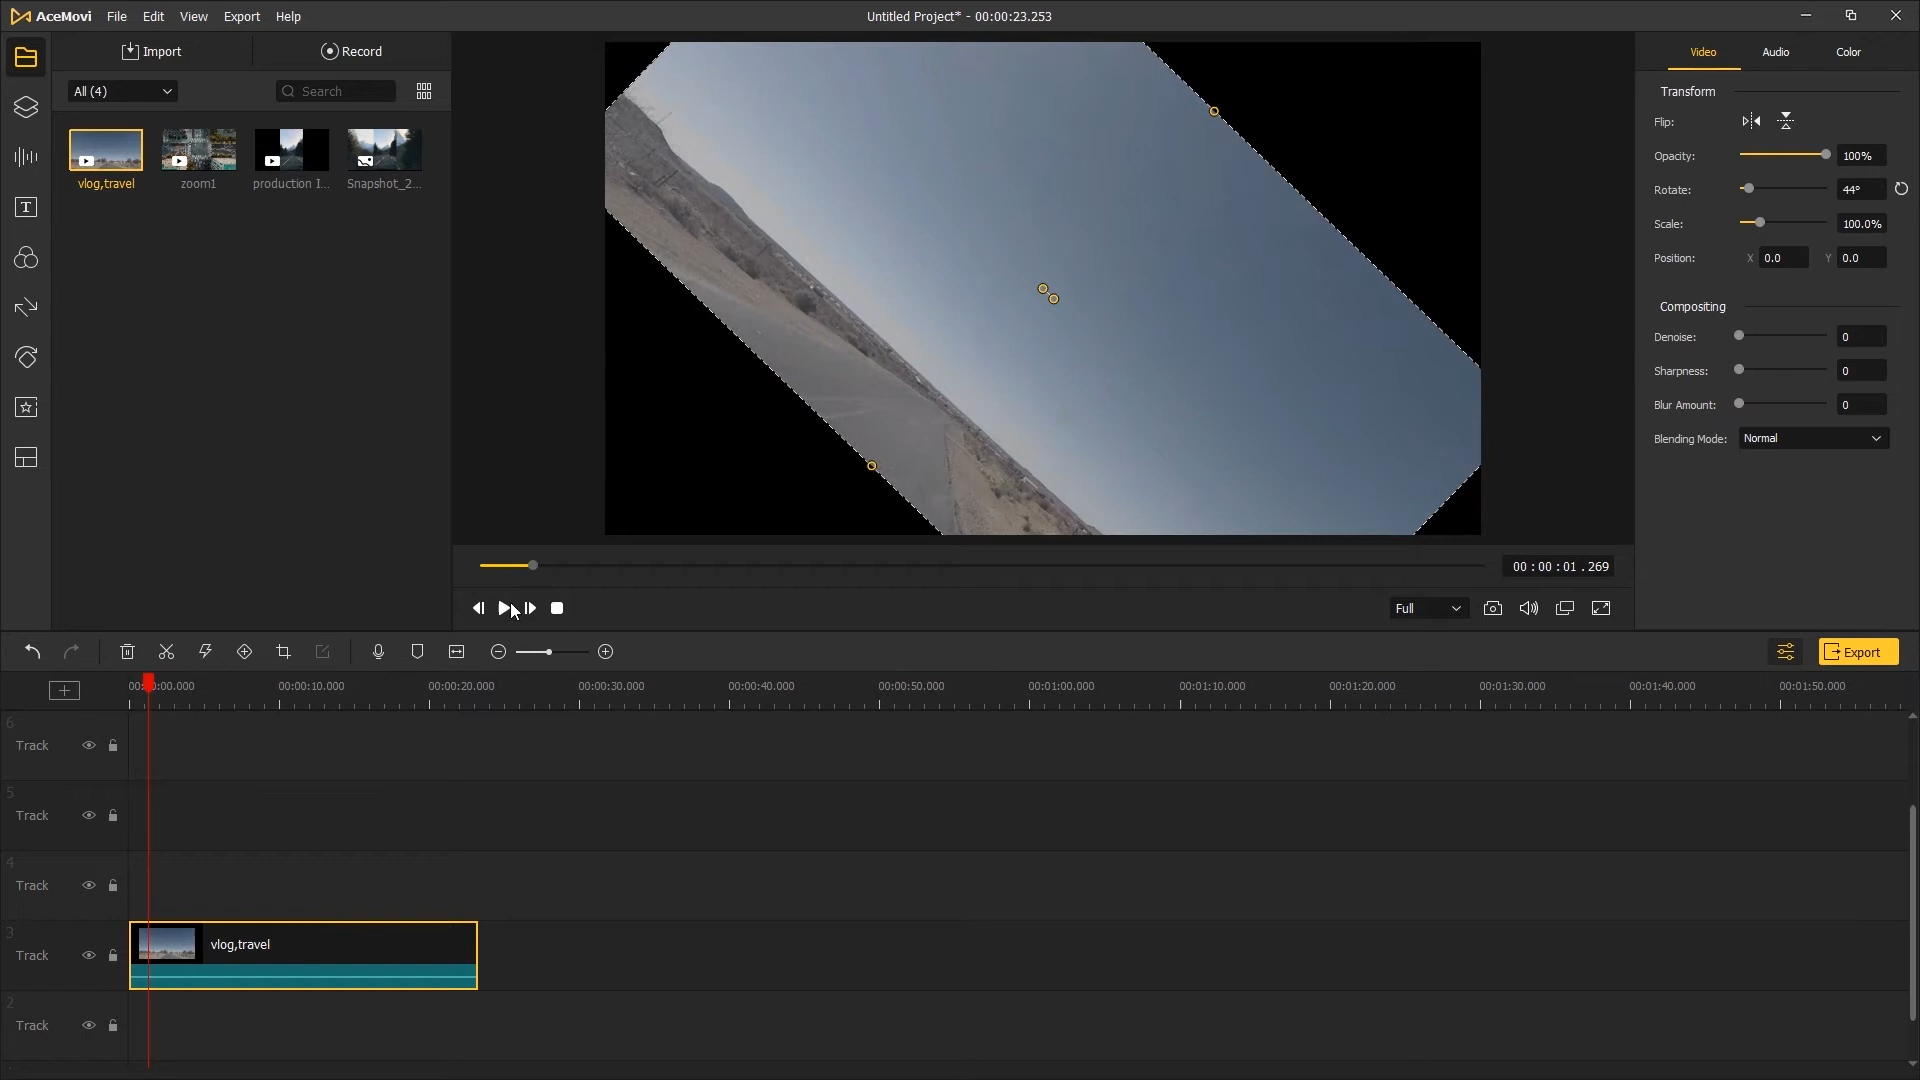 AceMovi File Edit View Export Help Untitled Project* - 00:00:23.253
Import Record
All (4) Search
vlog,travel zoom1 production I... Snapshot_2...
Video Audio Color
Transform
Flip:
Opacity: 100%
Rotate: 44°
Scale: 100.0%
Position: X 0.0 Y 0.0
Compositing
Denoise: 0
Sharpness: 0
Blur Amount: 0
Blending Mode: Normal
00:00:01.269
Full
Export
00:00:00.000 00:00:10.000 00:00:20.000 00:00:30.000 00:00:40.000 00:00:50.000 00:01:00.000 00:01:10.000 00:01:20.000 00:01:30.000 00:01:40.000 00:01:50.000
6
Track
5
Track
4
Track
3
Track vlog,travel
2
Track